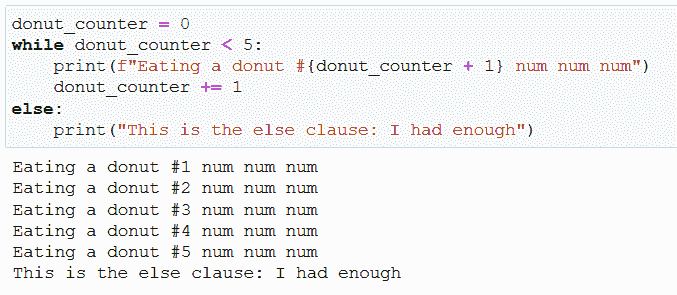 donut_counter = 0
while donut_counter < 5:
    print(f"Eating a donut #{donut_counter + 1} num num num")
    donut_counter += 1
else:
    print("This is the else clause: I had enough")
Eating a donut #1 num num num
Eating a donut #2 num num num
Eating a donut #3 num num num
Eating a donut #4 num num num
Eating a donut #5 num num num
This is the else clause: I had enough